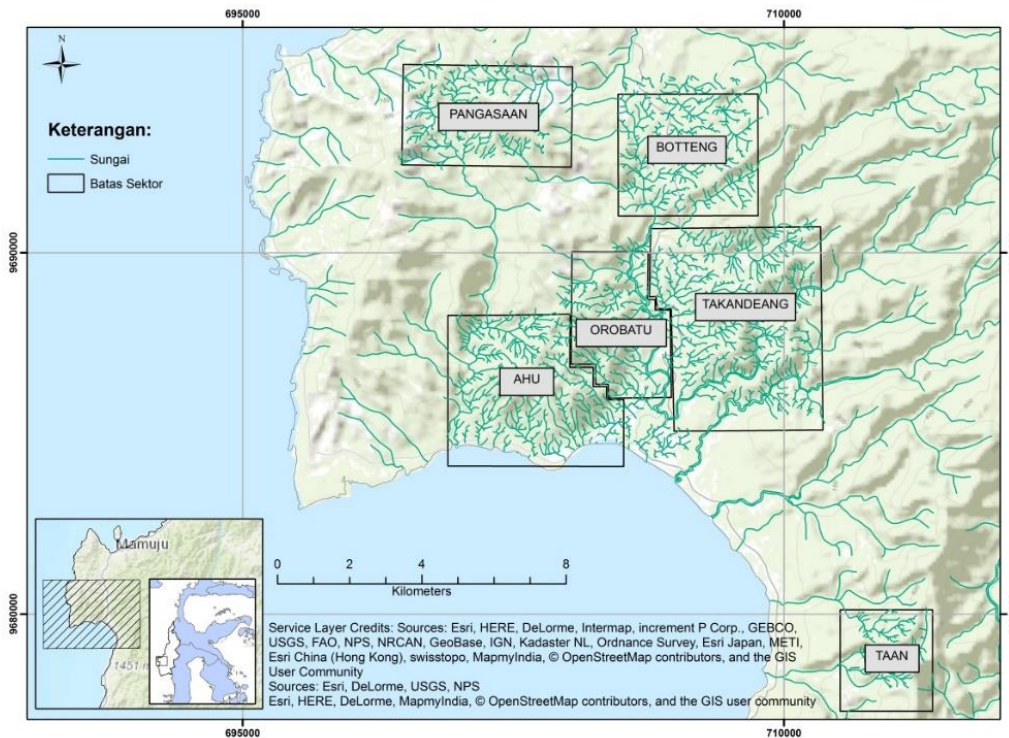 695000
710000
N
PANGASAAN
Keterangan:
BOTTENG
Sungai
Batas Sektor
9690000
9690000
TAKANDEANG
OROBATU
AHU
Mamuju
0 2 4 6 8
Kilometers
9680000
9680000
Service Layer Credits: Sources: Esri, HERE, DeLorme, Intermap, increment P Corp., GEBCO,
USGS, FAO, NPS, NRCAN, GeoBase, IGN, Kadaster NL, Ordnance Survey, Esri Japan, METI,
Esri China (Hong Kong), swisstopo, MapmyIndia, © OpenStreetMap contributors, and the GIS
User Community
Sources: Esri, DeLorme, USGS, NPS
Esri, HERE, DeLorme, MapmyIndia, © OpenStreetMap contributors, and the GIS user community
TAAN
1451 m
695000
710000